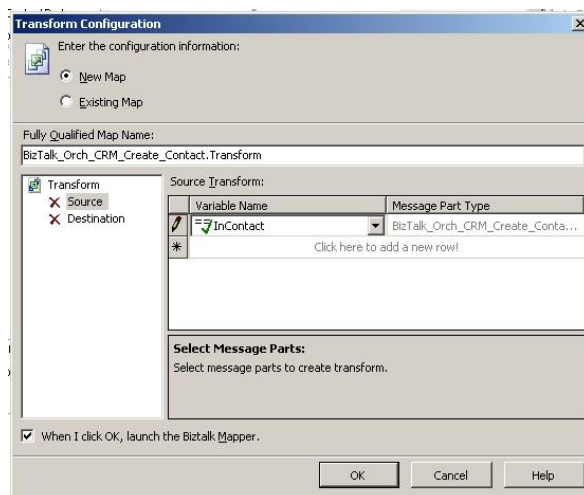 Transform Configuration
Enter the configuration information:
New Map
Existing Map
Fully Qualified Map Name:
BizTalk_Orch_CRM_Create_Contact.Transform
Transform
Source
Destination
Source Transform:
Variable Name Message Part Type
InContact BizTalk_Orch_CRM_Create_Conta...
Click here to add a new row!
Select Message Parts:
Select message parts to create transform.
When I click OK, launch the Biztalk Mapper.
OK Cancel Help